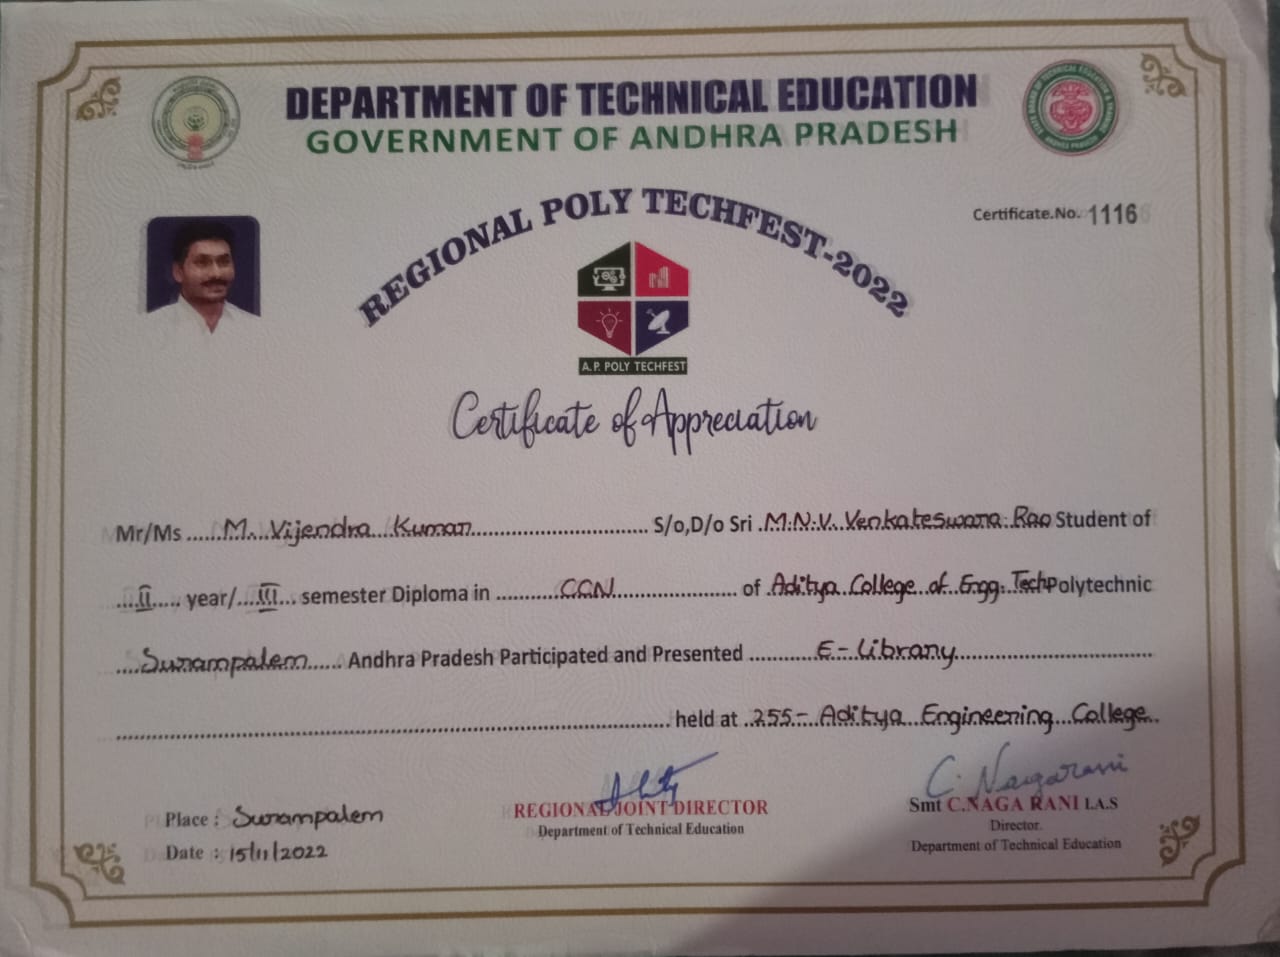 DEPARTMENT OF TECHNICAL EDUCATION
GOVERNMENT OF ANDHRA PRADESH
REGIONAL POLY TECHFEST-2022
Certificate.No. 1116
A.P. POLY TECHFEST
Certificate of Appreciation
Mr/Ms ......M...Vijendra Kumar............................... S/o,D/o Sri .M.N.V. Venkateswara Rao Student of
....II..... year/....III... semester Diploma in ..........CCN................... of .Aditya College of Engg. Tech Polytechnic
....Surampalem...... Andhra Pradesh Participated and Presented ..........E-Library...................................
............................................................................................. held at ..255.- Aditya Engineering College..
Place : Surampalem
Date : 15/11/2022
REGIONAL JOINT DIRECTOR
Department of Technical Education
C. Nagarani
Smt C.NAGA RANI I.A.S
Director.
Department of Technical Education